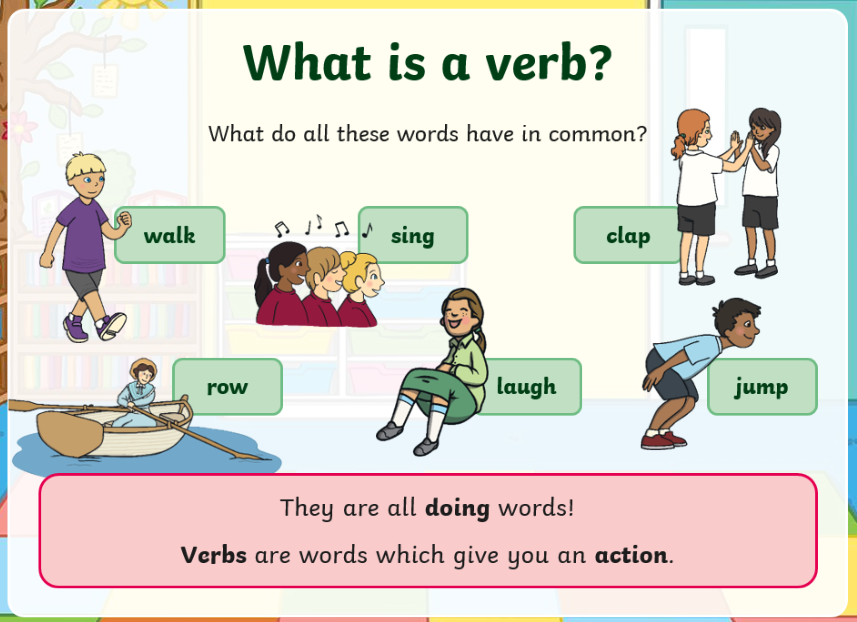 What is a verb?
What do all these words have in common?
walk
sing
clap
row
laugh
jump
They are all doing words!
Verbs are words which give you an action.